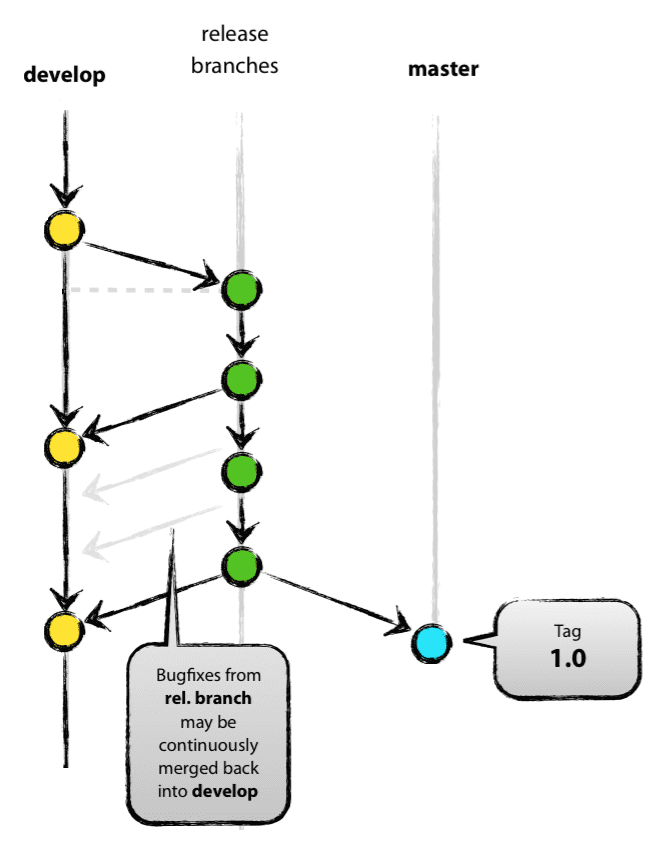 release
branches
develop
master
Tag
1.0
Bugfixes from
rel. branch
may be
continuously
merged back
into develop